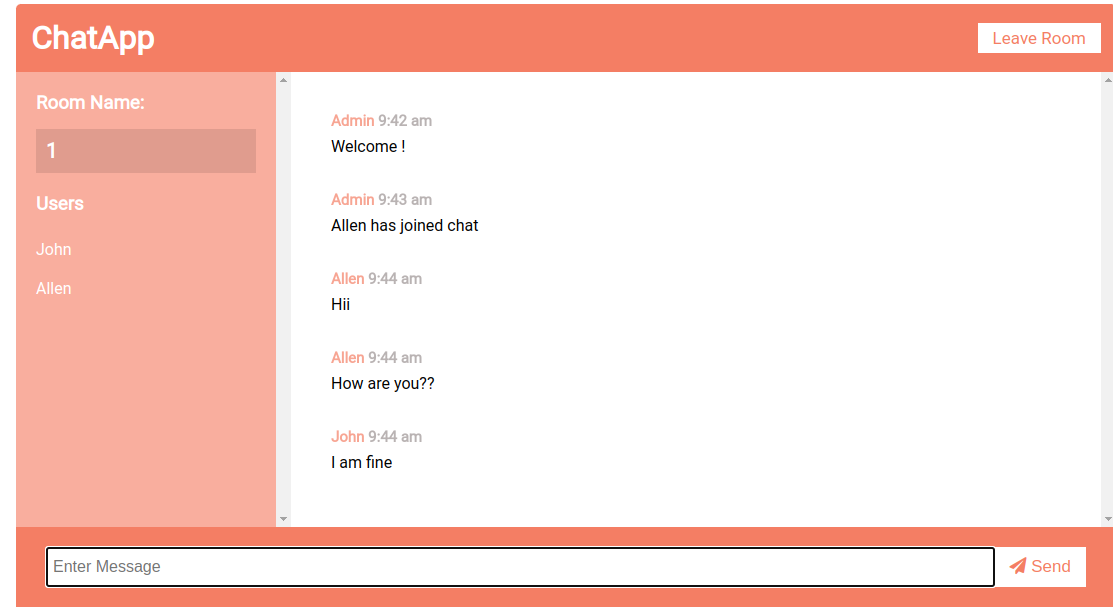 ChatApp
Leave Room
Room Name:
1
Users
John
Allen
Admin 9:42 am
Welcome !
Admin 9:43 am
Allen has joined chat
Allen 9:44 am
Hii
Allen 9:44 am
How are you??
John 9:44 am
I am fine
Enter Message
Send